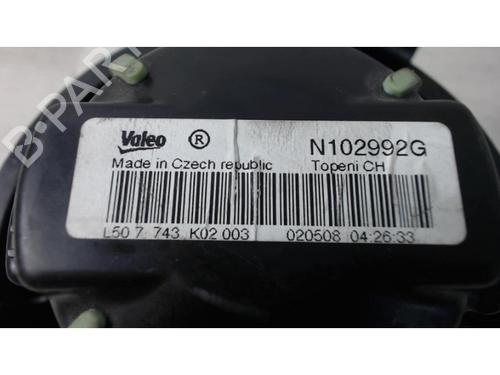 B-PARTS
Valeo ® N102992G
Made in Czech republic Topeni CH
L50 7 743 K02 003 020508 04:26:33